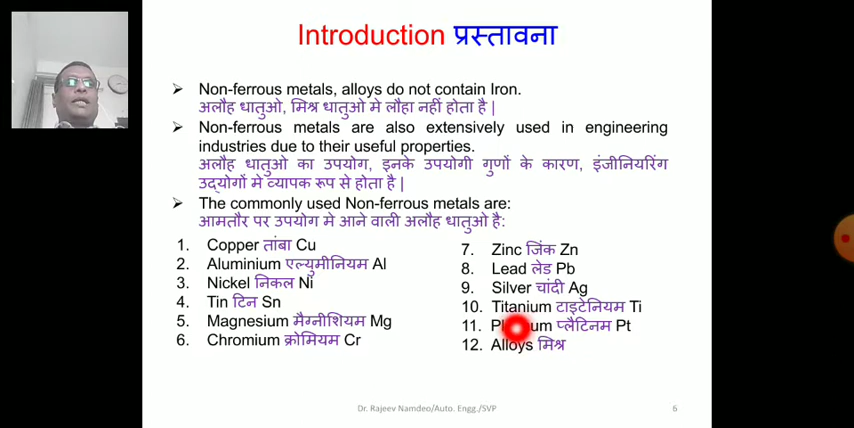 Introduction प्रस्तावना
Non-ferrous metals, alloys do not contain Iron.
अलौह धातुओ, मिश्र धातुओ मे लौहा नहीं होता है |
Non-ferrous metals are also extensively used in engineering
industries due to their useful properties.
अलौह धातुओ का उपयोग, इनके उपयोगी गुणों के कारण, इंजीनियरिंग
उद्योगों मे व्यापक रूप से होता है |
The commonly used Non-ferrous metals are:
आमतौर पर उपयोग मे आने वाली अलौह धातुओ है:
1. Copper तांबा Cu
2. Aluminium एल्युमीनियम Al
3. Nickel निकल Ni
4. Tin टिन Sn
5. Magnesium मैग्नीशियम Mg
6. Chromium क्रोमियम Cr
7. Zinc जिंक Zn
8. Lead लेड Pb
9. Silver चांदी Ag
10. Titanium टाइटेनियम Ti
11. प्लैटिनम Pt
12. Alloys मिश्र
Dr. Rajeev Namdeo/Auto. Engg./SVP 6